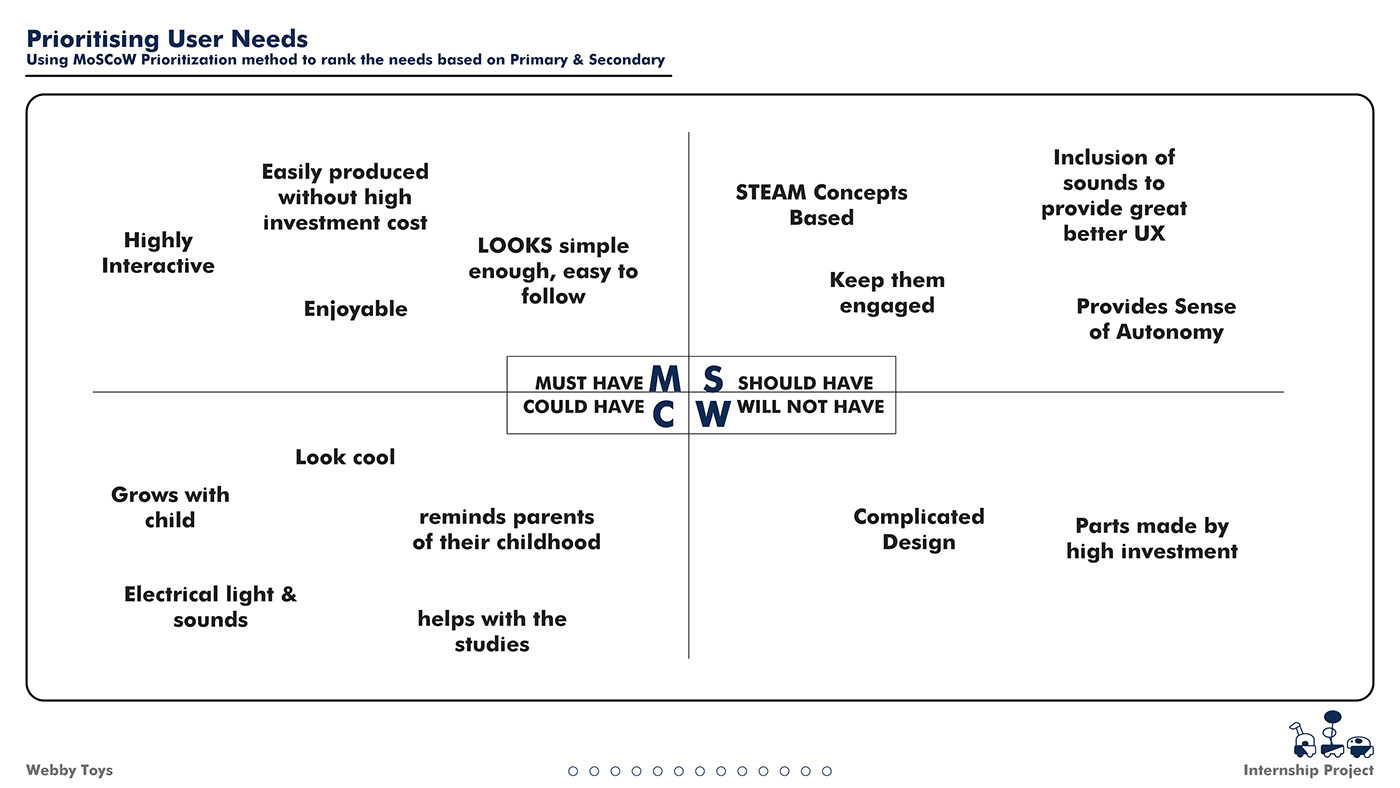 Prioritising User Needs
Using MoSCoW Prioritization method to rank the needs based on Primary & Secondary
Easily produced
without high
investment cost
Highly
Interactive
LOOKS simple
enough, easy to
follow
Enjoyable
STEAM Concepts
Based
Inclusion of
sounds to
provide great
better UX
Keep them
engaged
Provides Sense
of Autonomy
MUST HAVE M S SHOULD HAVE
COULD HAVE C W WILL NOT HAVE
Look cool
Grows with
child
reminds parents
of their childhood
Electrical light &
sounds
helps with the
studies
Complicated
Design
Parts made by
high investment
Webby Toys
Internship Project